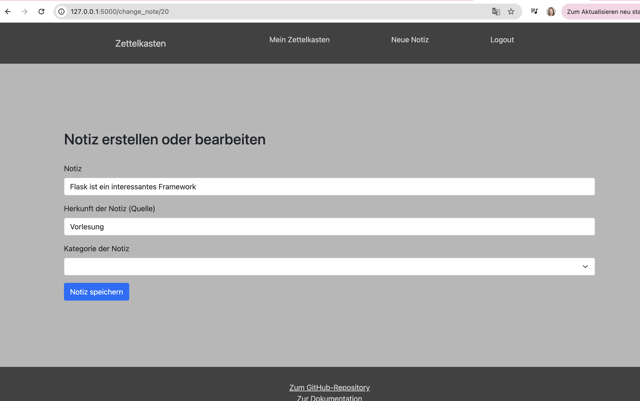 127.0.0.1:5000/change_note/20
Zum Aktualisieren neu sta
Zettelkasten
Mein Zettelkasten
Neue Notiz
Logout
Notiz erstellen oder bearbeiten
Notiz
Flask ist ein interessantes Framework
Herkunft der Notiz (Quelle)
Vorlesung
Kategorie der Notiz
Notiz speichern
Zum GitHub-Repository
Zur Dokumentation